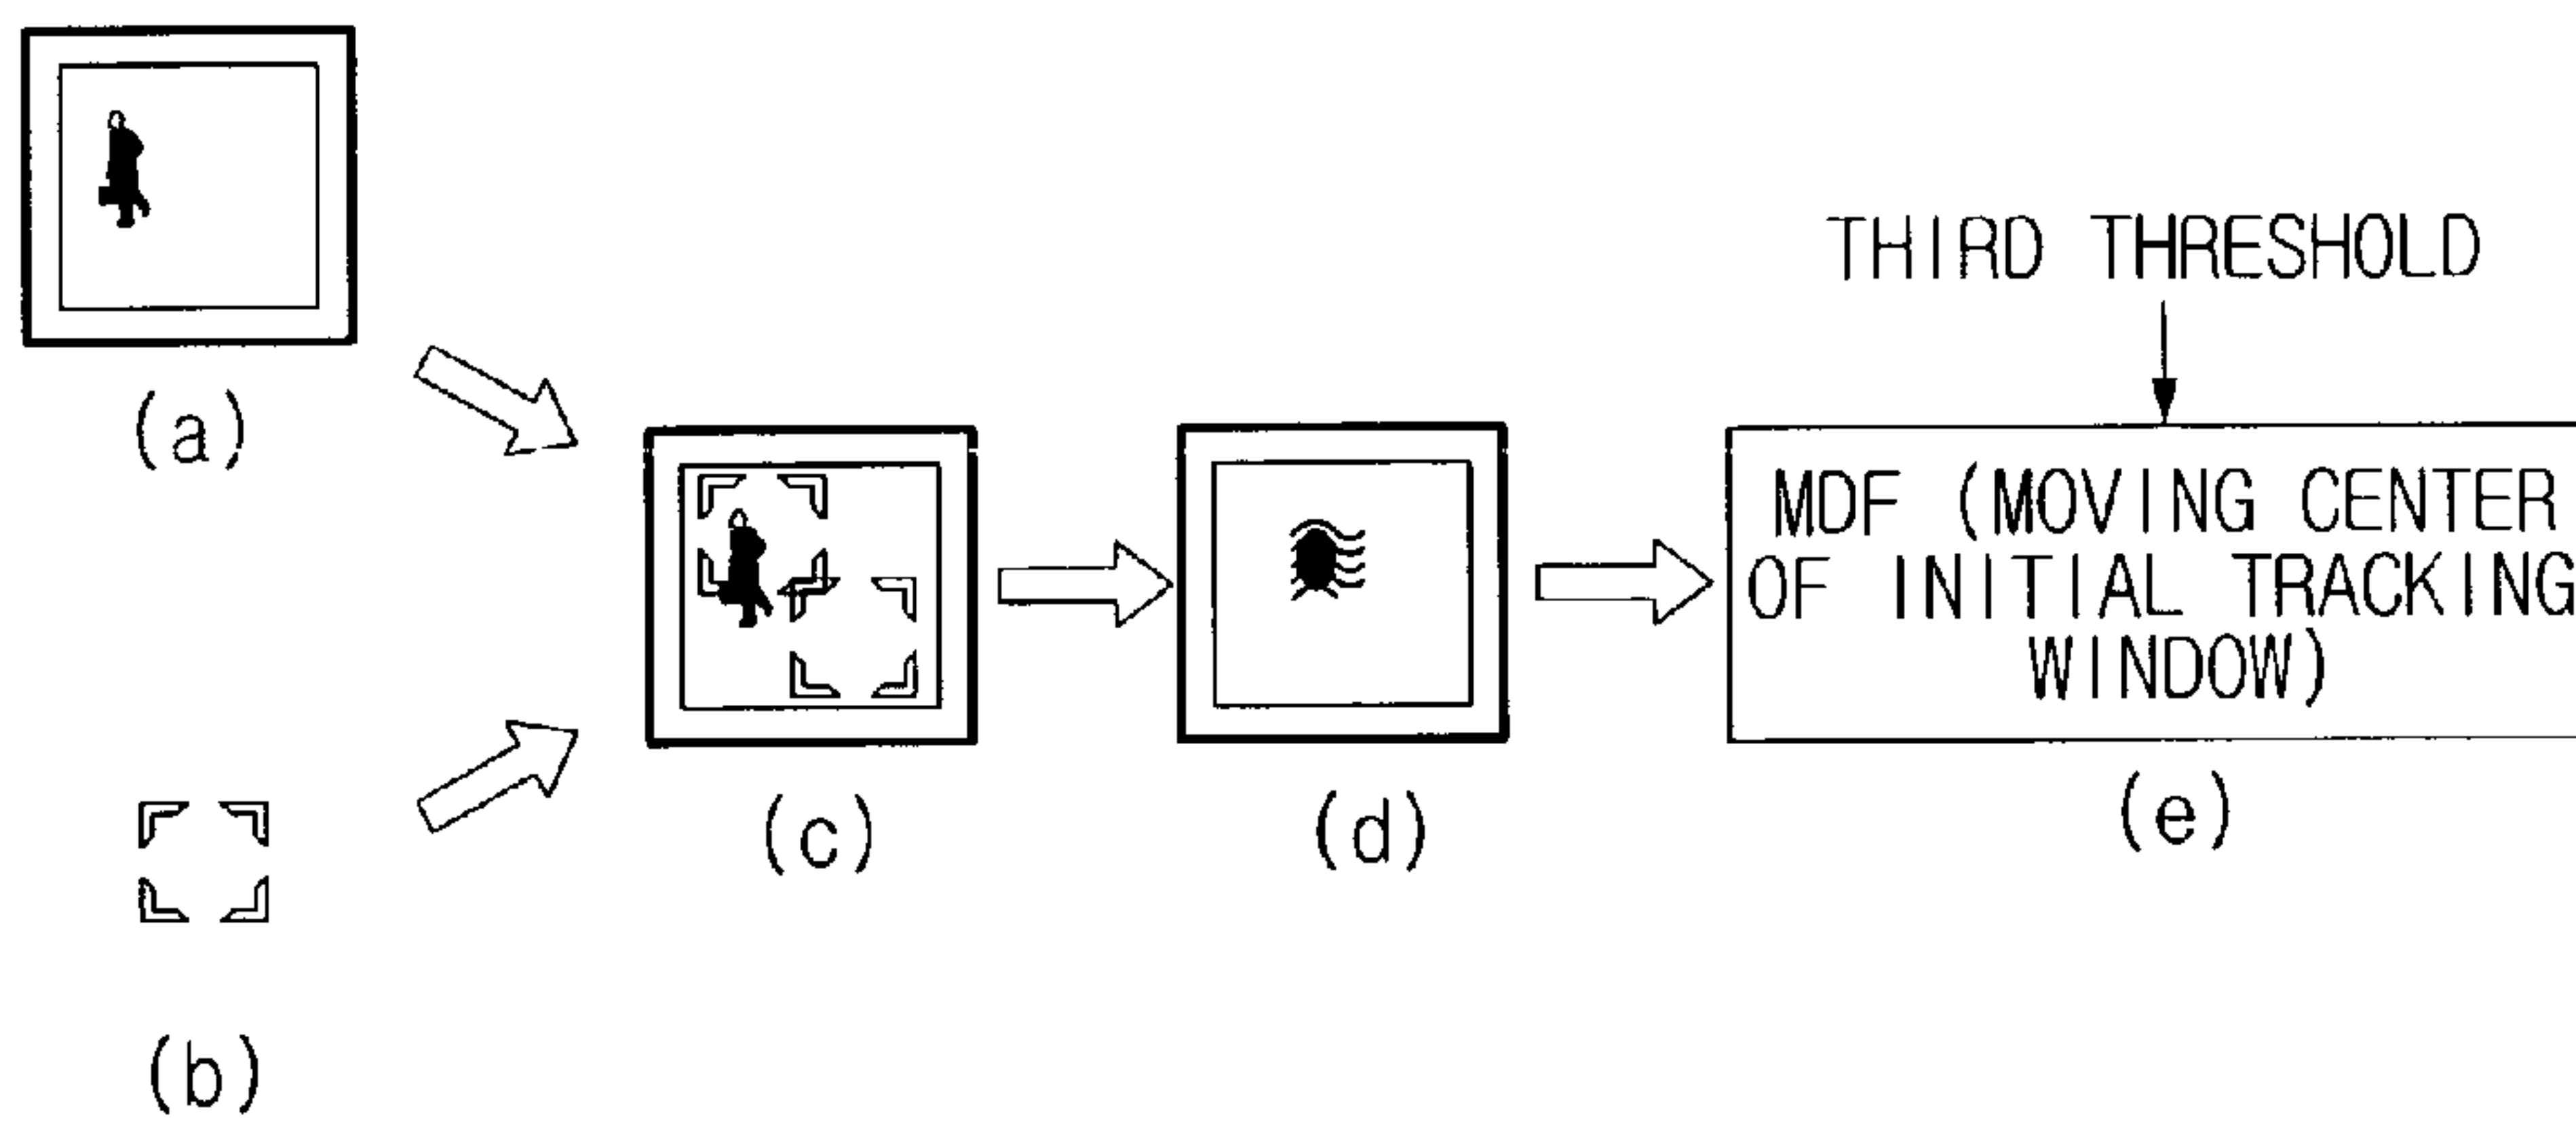 THIRD THRESHOLD
(a)
MDF (MOVING CENTER
OF INITIAL TRACKING
WINDOW)
(c)
(d)
(e)
(b)